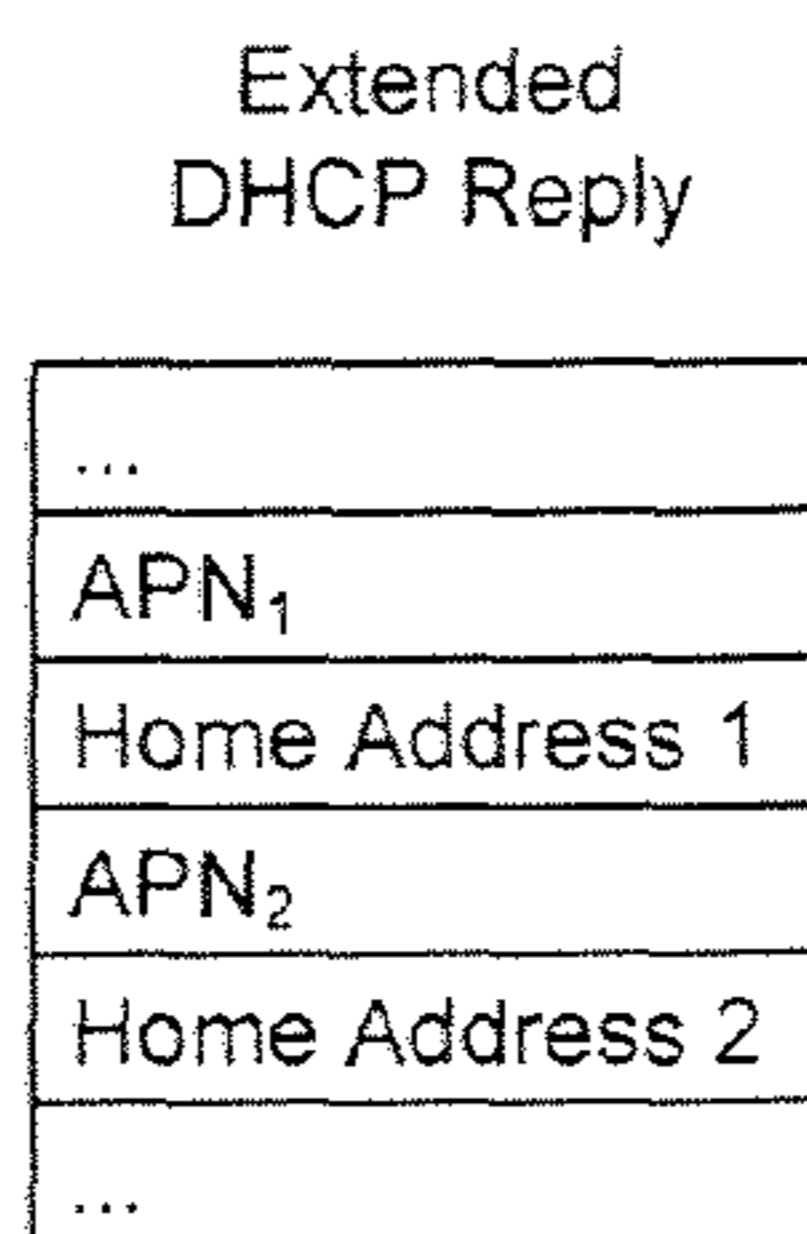 Extended
DHCP Reply
...
APN₁
Home Address 1
APN₂
Home Address 2
...